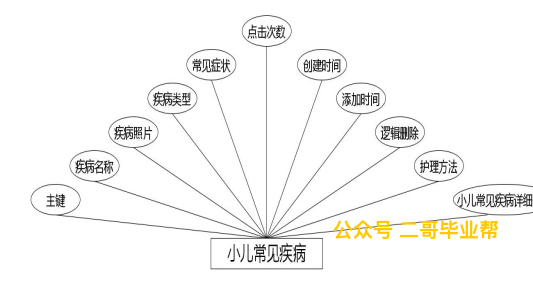 点击次数
常见症状
创建时间
疾病类型
添加时间
疾病照片
逻辑删除
疾病名称
护理方法
主键
小儿常见疾病详细
公众号 二哥毕业帮
小儿常见疾病